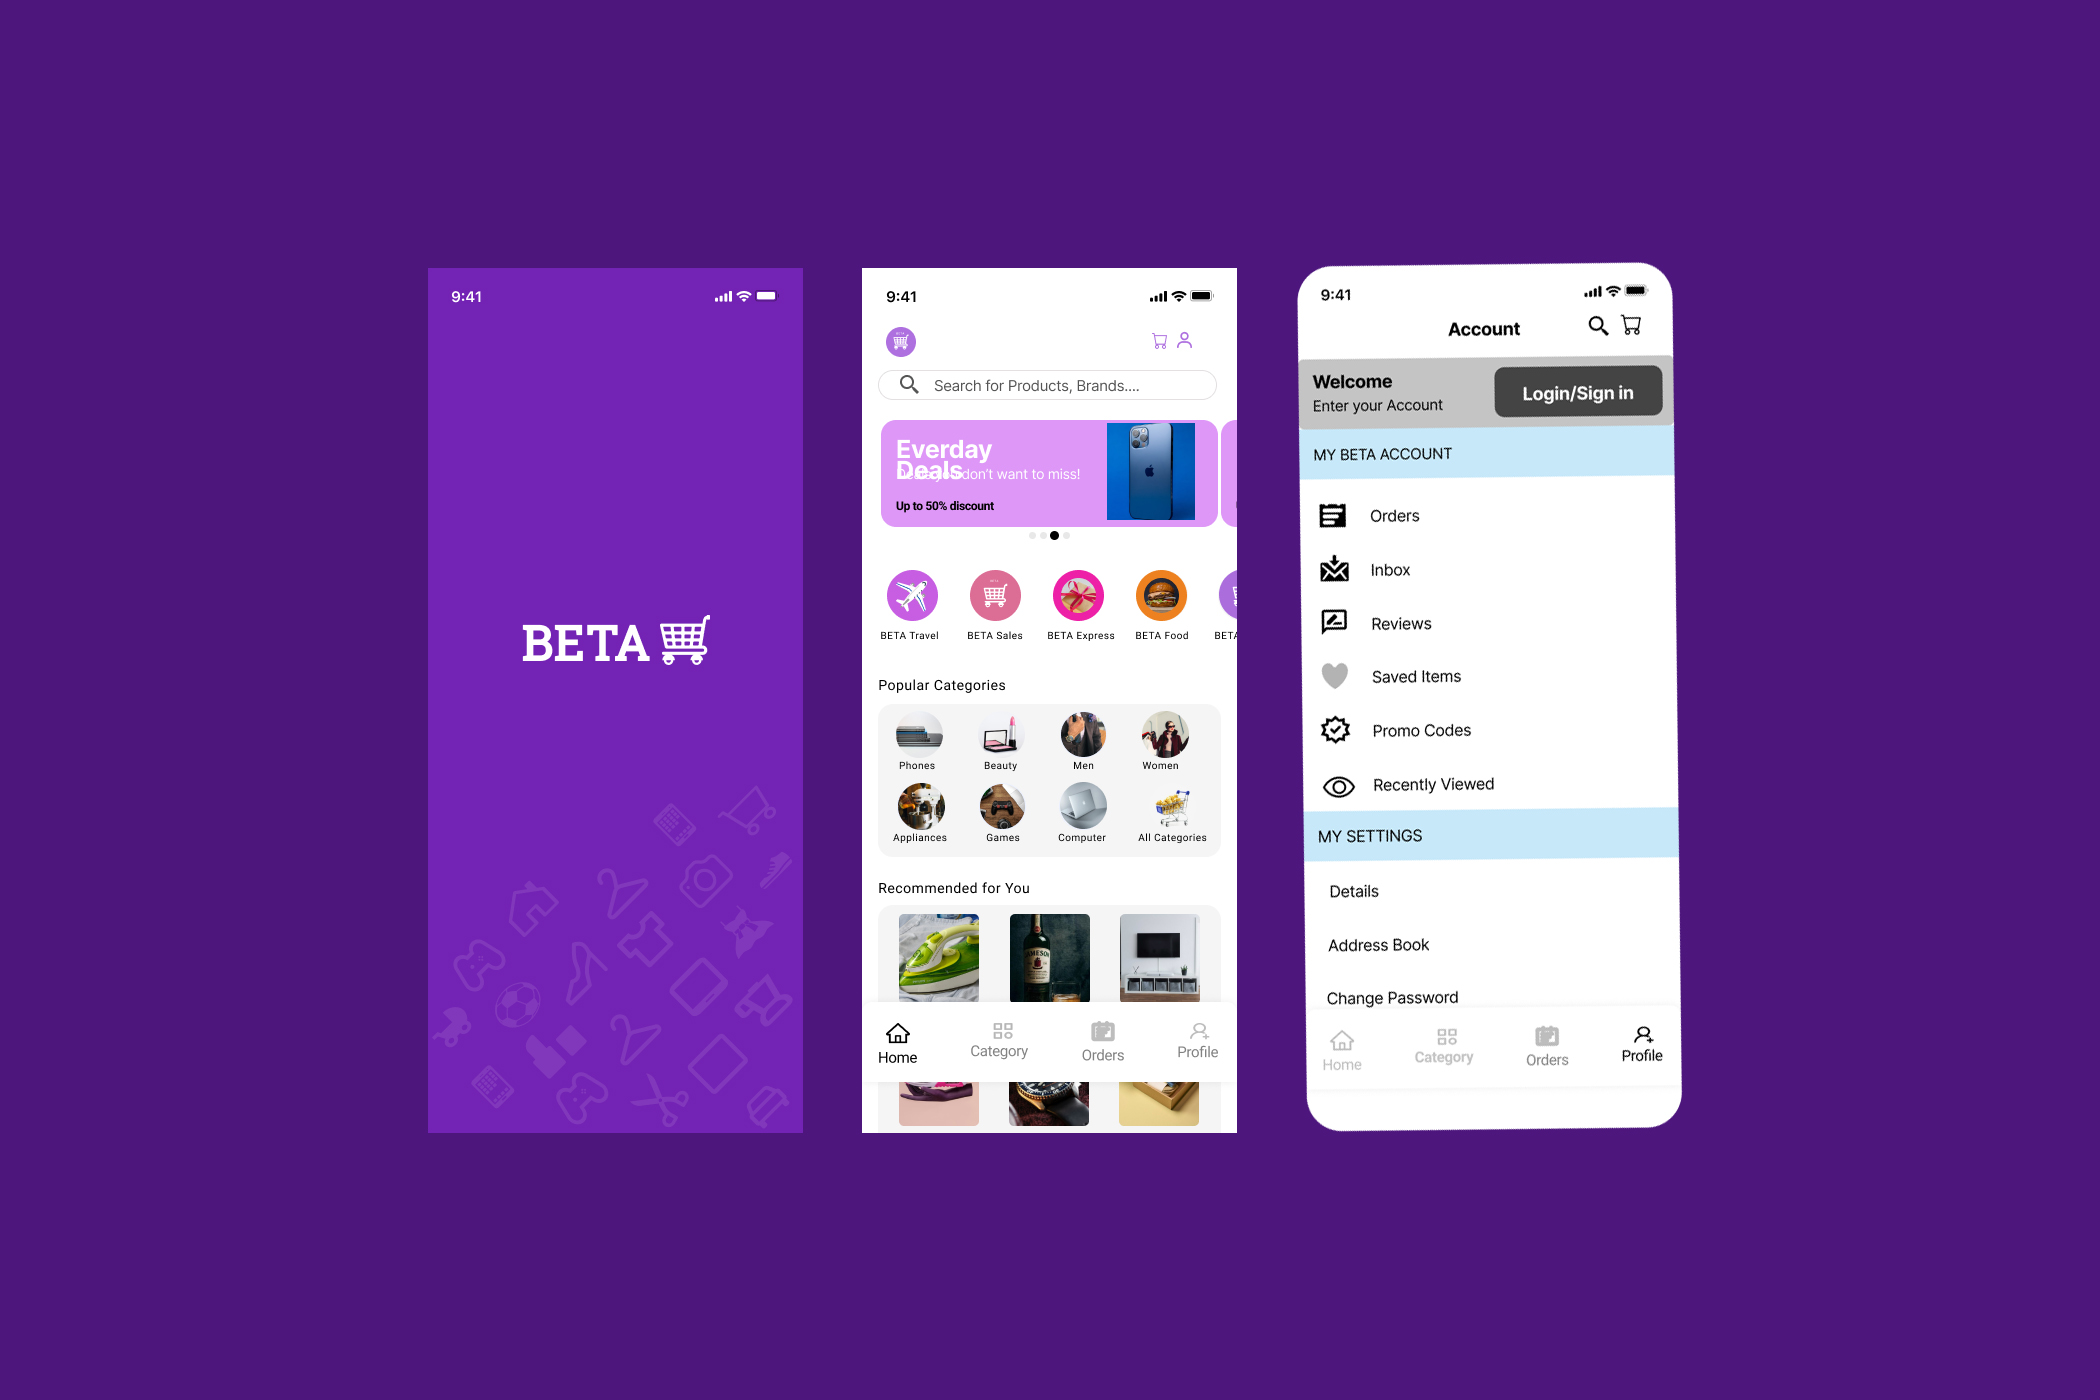 9:41
BETA
9:41
Search for Products, Brands....
Everday
Deals
Deals you don't want to miss!
Up to 50% discount
BETA Travel
BETA Sales
BETA Express
BETA Food
BETA
Popular Categories
Phones
Beauty
Men
Women
Appliances
Games
Computer
All Categories
Recommended for You
JAMESON
Home
Category
Orders
Profile
9:41
Account
Welcome
Enter your Account
Login/Sign in
MY BETA ACCOUNT
Orders
Inbox
Reviews
Saved Items
Promo Codes
Recently Viewed
MY SETTINGS
Details
Address Book
Change Password
Home
Category
Orders
Profile